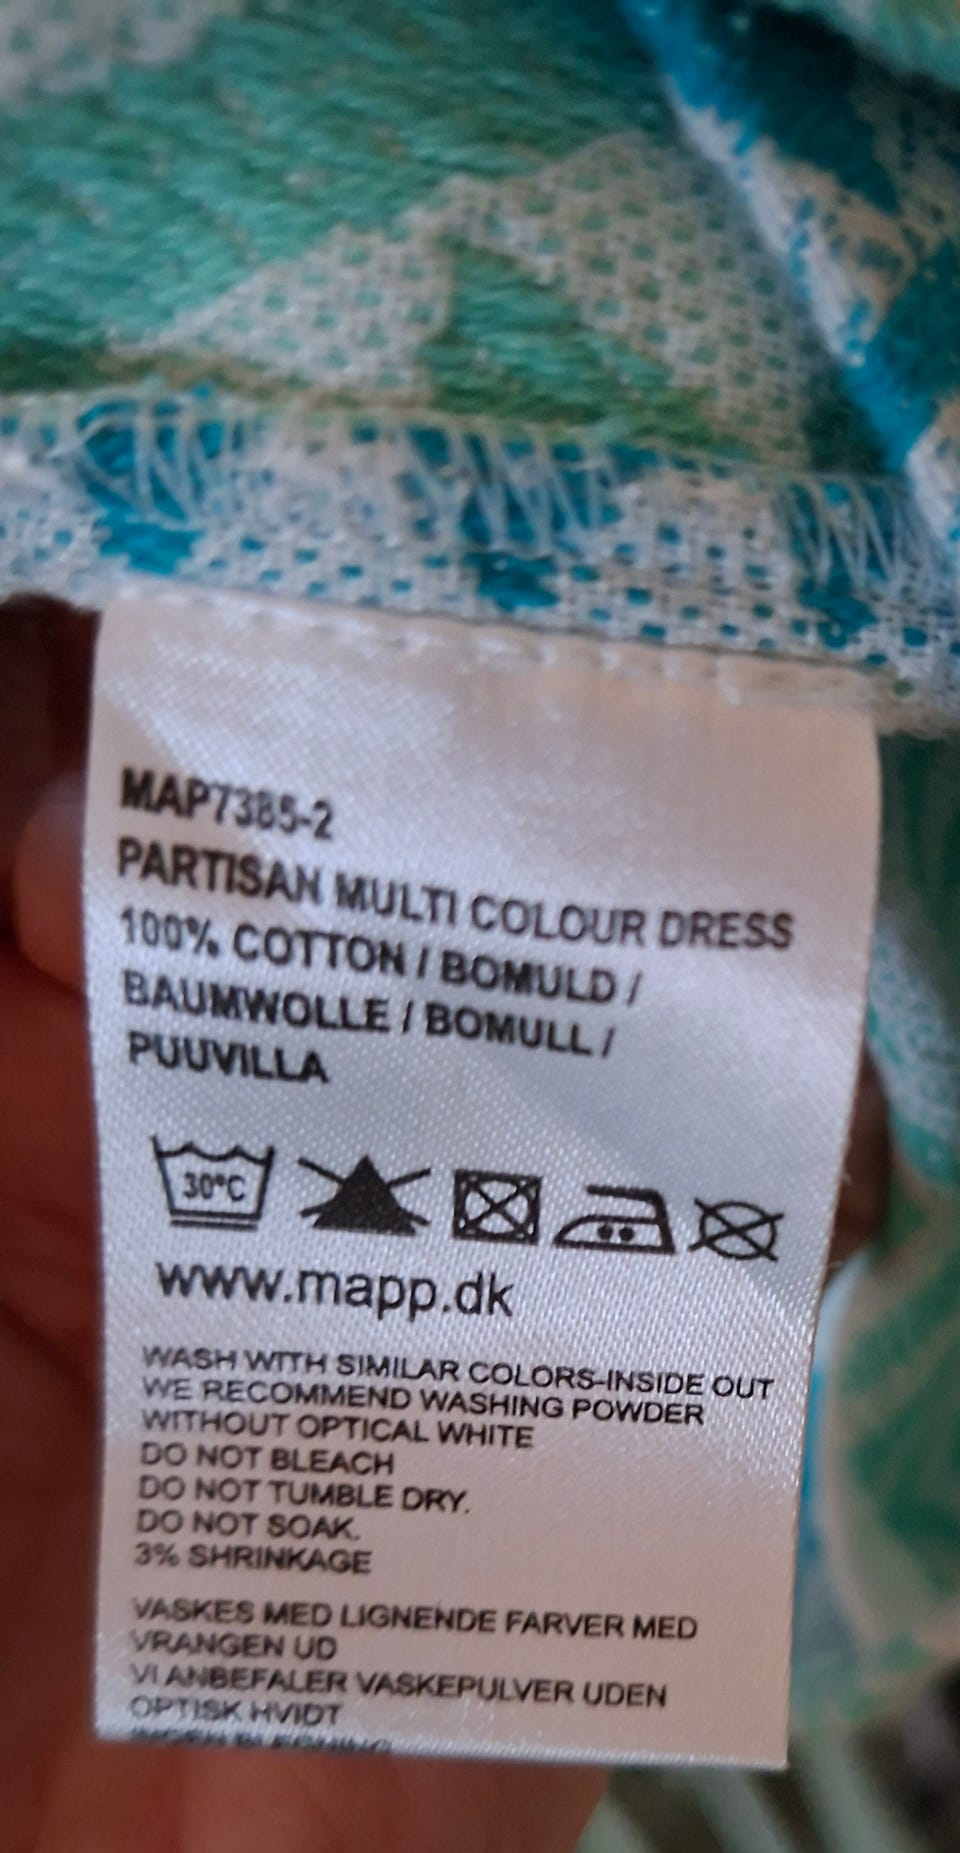 MAP7385-2
PARTISAN MULTI COLOUR DRESS
100% COTTON / BOMULD /
BAUMWOLLE / BOMULL /
PUUVILLA
30°C
www.mapp.dk
WASH WITH SIMILAR COLORS-INSIDE OUT
WE RECOMMEND WASHING POWDER
WITHOUT OPTICAL WHITE
DO NOT BLEACH
DO NOT TUMBLE DRY.
DO NOT SOAK.
3% SHRINKAGE
VASKES MED LIGNENDE FARVER MED
VRANGEN UD
VI ANBEFALER VASKEPULVER UDEN
OPTISK HVIDT